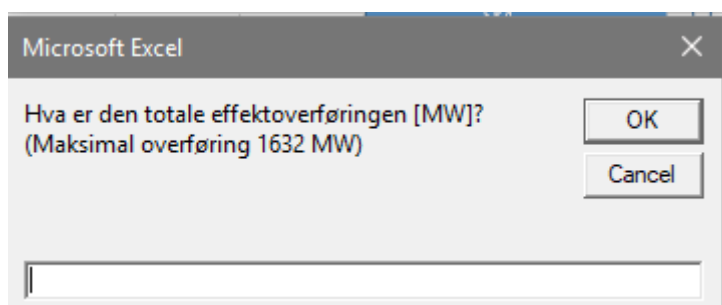 Microsoft Excel
Hva er den totale effektoverføringen [MW]?
(Maksimal overføring 1632 MW)
OK
Cancel